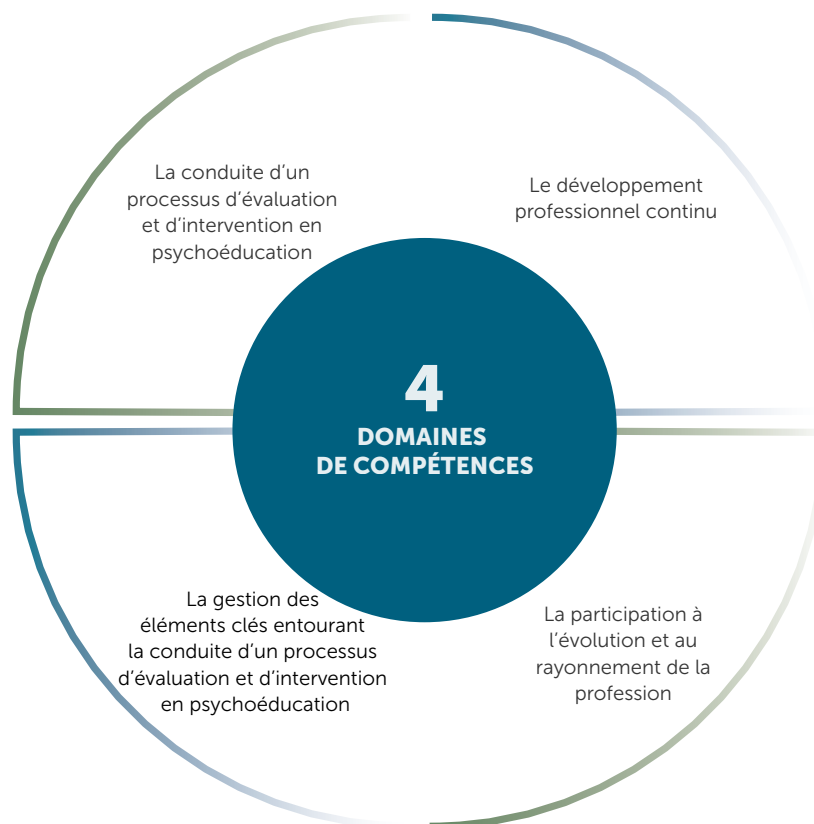 La conduite d’un
processus d’évaluation
et d’intervention en
psychoéducation
Le développement
professionnel continu
4
DOMAINES
DE COMPÉTENCES
La gestion des
éléments clés entourant
la conduite d’un processus
d’évaluation et d’intervention
en psychoéducation
La participation à
l’évolution et au
rayonnement de la
profession